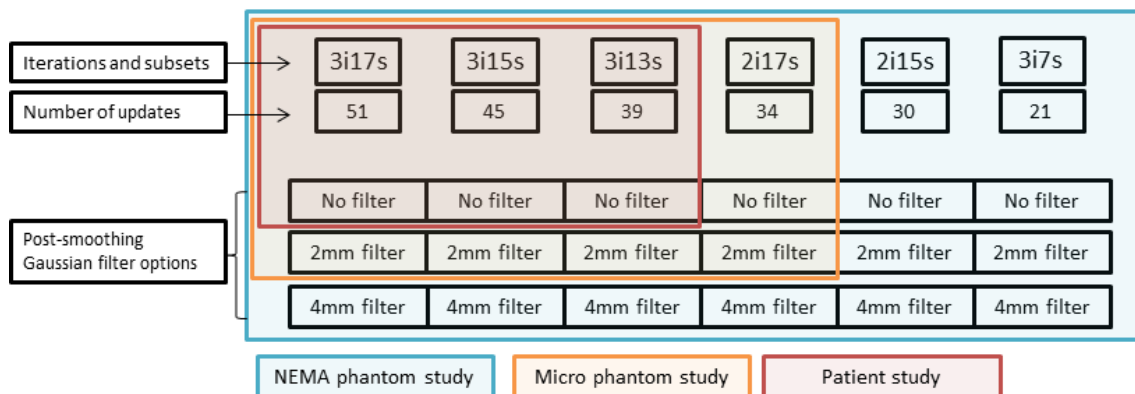 Iterations and subsets
3i17s 3i15s 3i13s 2i17s 2i15s 3i7s
Number of updates
51 45 39 34 30 21
No filter No filter No filter No filter No filter No filter
Post-smoothing
Gaussian filter options
2mm filter 2mm filter 2mm filter 2mm filter 2mm filter 2mm filter
4mm filter 4mm filter 4mm filter 4mm filter 4mm filter 4mm filter
NEMA phantom study Micro phantom study Patient study